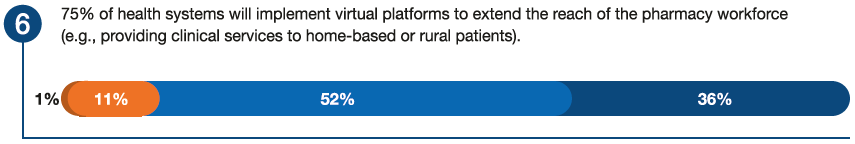 6
75% of health systems will implement virtual platforms to extend the reach of the pharmacy workforce
(e.g., providing clinical services to home-based or rural patients).
1% 11% 52% 36%